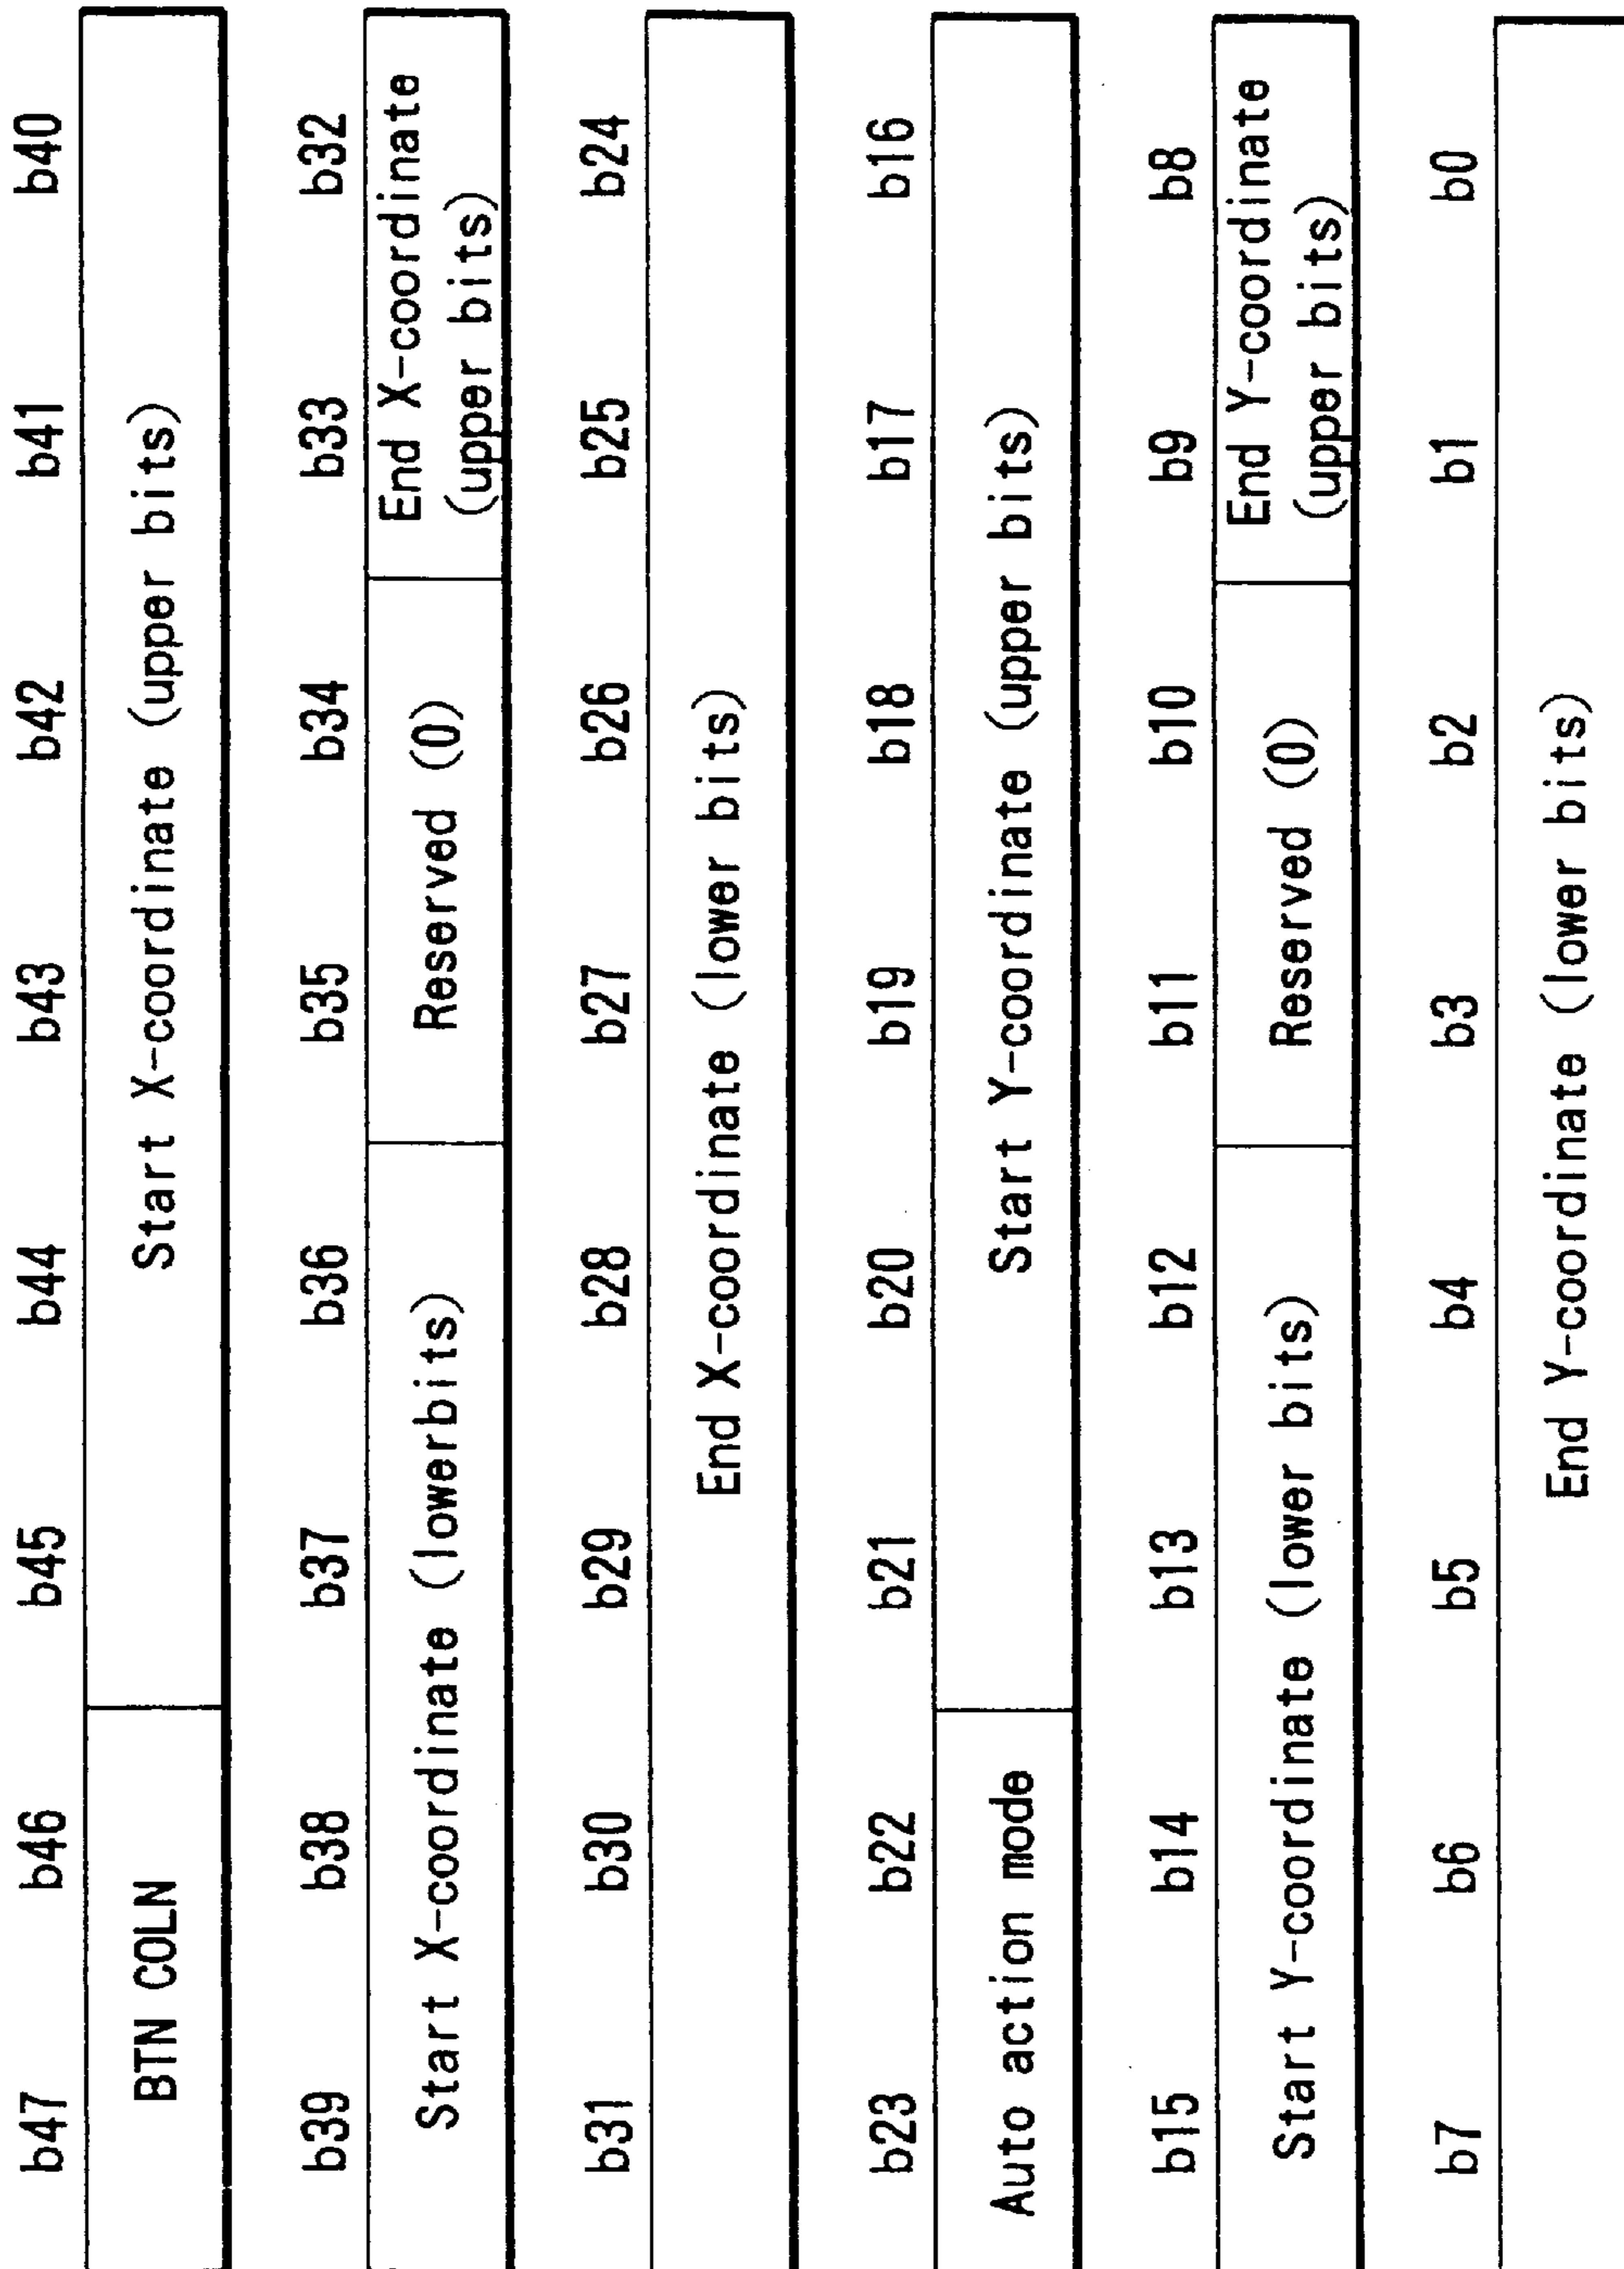 b47 b46 b45 b44 b43 b42 b41 b40
BTN COLN Start X-coordinate (upper bits)
b39 b38 b37 b36 b35 b34 b33 b32
Start X-coordinate (lowerbits) Reserved (0) End X-coordinate
(upper bits)
b31 b30 b29 b28 b27 b26 b25 b24
End X-coordinate (lower bits)
b23 b22 b21 b20 b19 b18 b17 b16
Auto action mode Start Y-coordinate (upper bits)
b15 b14 b13 b12 b11 b10 b9 b8
Start Y-coordinate (lower bits) Reserved (0) End Y-coordinate
(upper bits)
b7 b6 b5 b4 b3 b2 b1 b0
End Y-coordinate (lower bits)